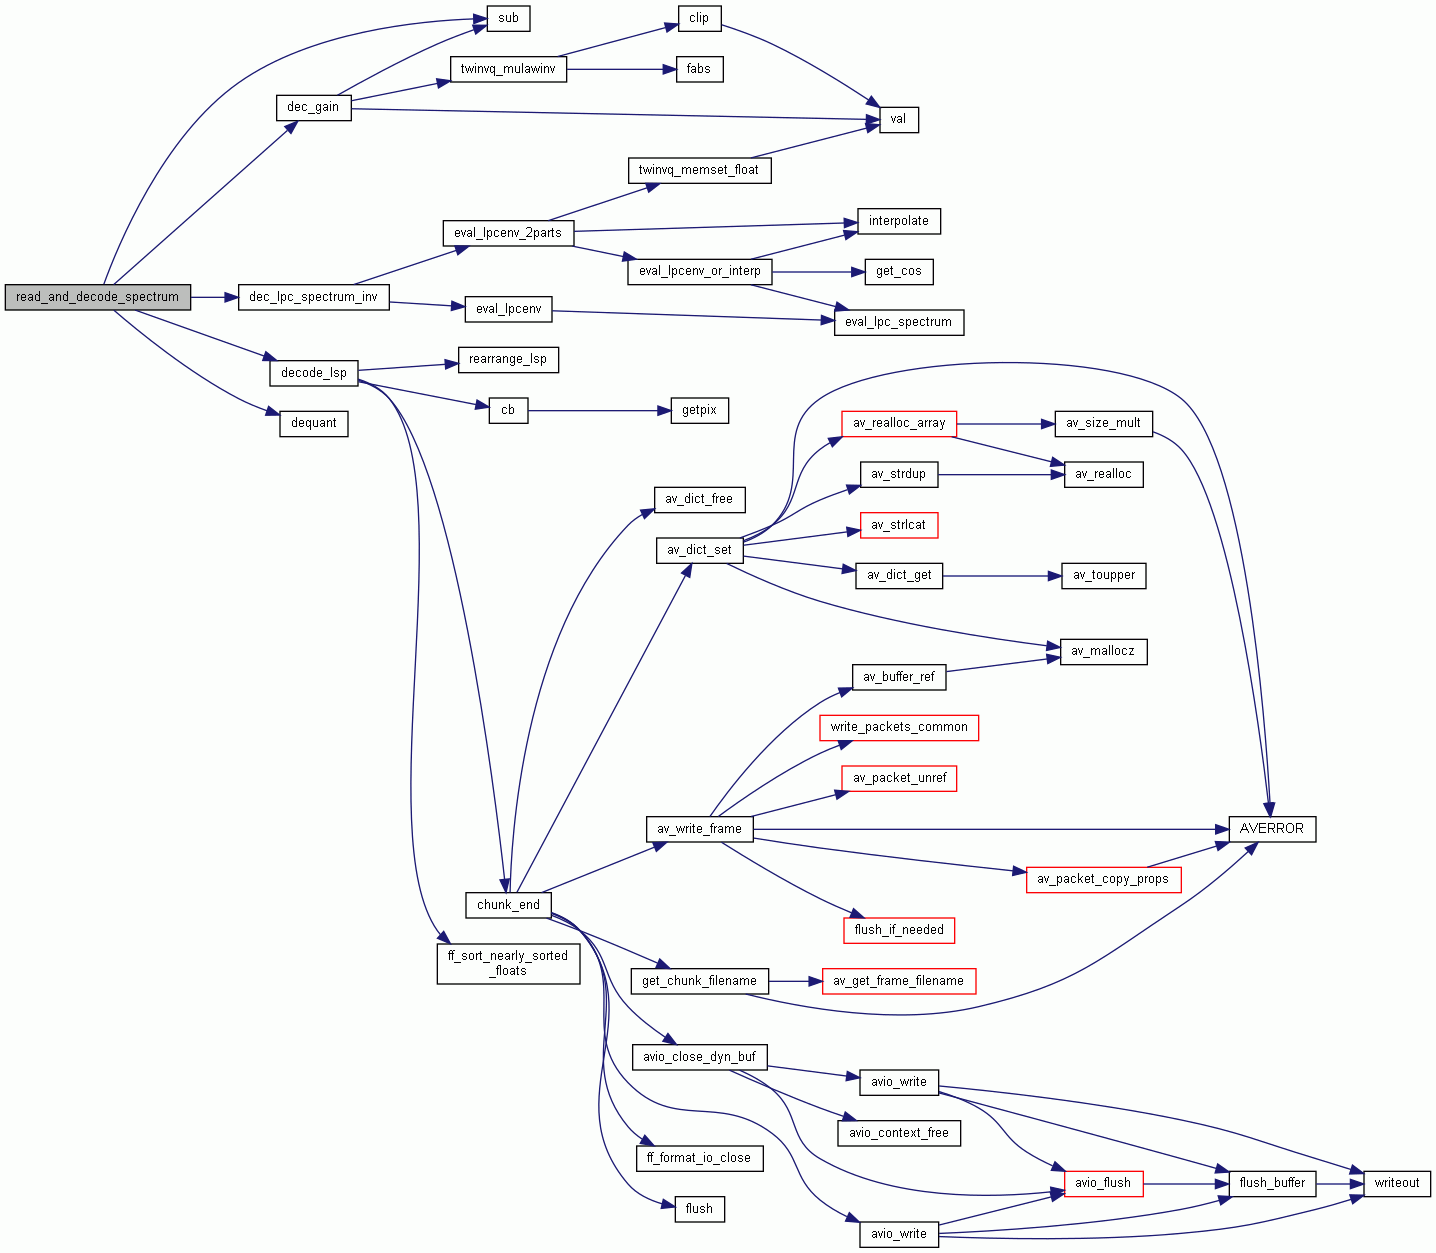 sub
clip
twinvq_mulawinv
fabs
dec_gain
val
twinvq_memset_float
interpolate
eval_lpcenv_2parts
eval_lpcenv_or_interp
get_cos
read_and_decode_spectrum
dec_lpc_spectrum_inv
eval_lpcenv
eval_lpc_spectrum
rearrange_lsp
decode_lsp
cb
getpix
dequant
av_realloc_array
av_size_mult
av_strdup
av_realloc
av_dict_free
av_strlcat
av_dict_set
av_dict_get
av_toupper
av_mallocz
av_buffer_ref
write_packets_common
av_packet_unref
av_write_frame
AVERROR
av_packet_copy_props
chunk_end
flush_if_needed
ff_sort_nearly_sorted
_floats
get_chunk_filename
av_get_frame_filename
avio_close_dyn_buf
avio_write
avio_context_free
ff_format_io_close
avio_flush
flush_buffer
writeout
flush
avio_write